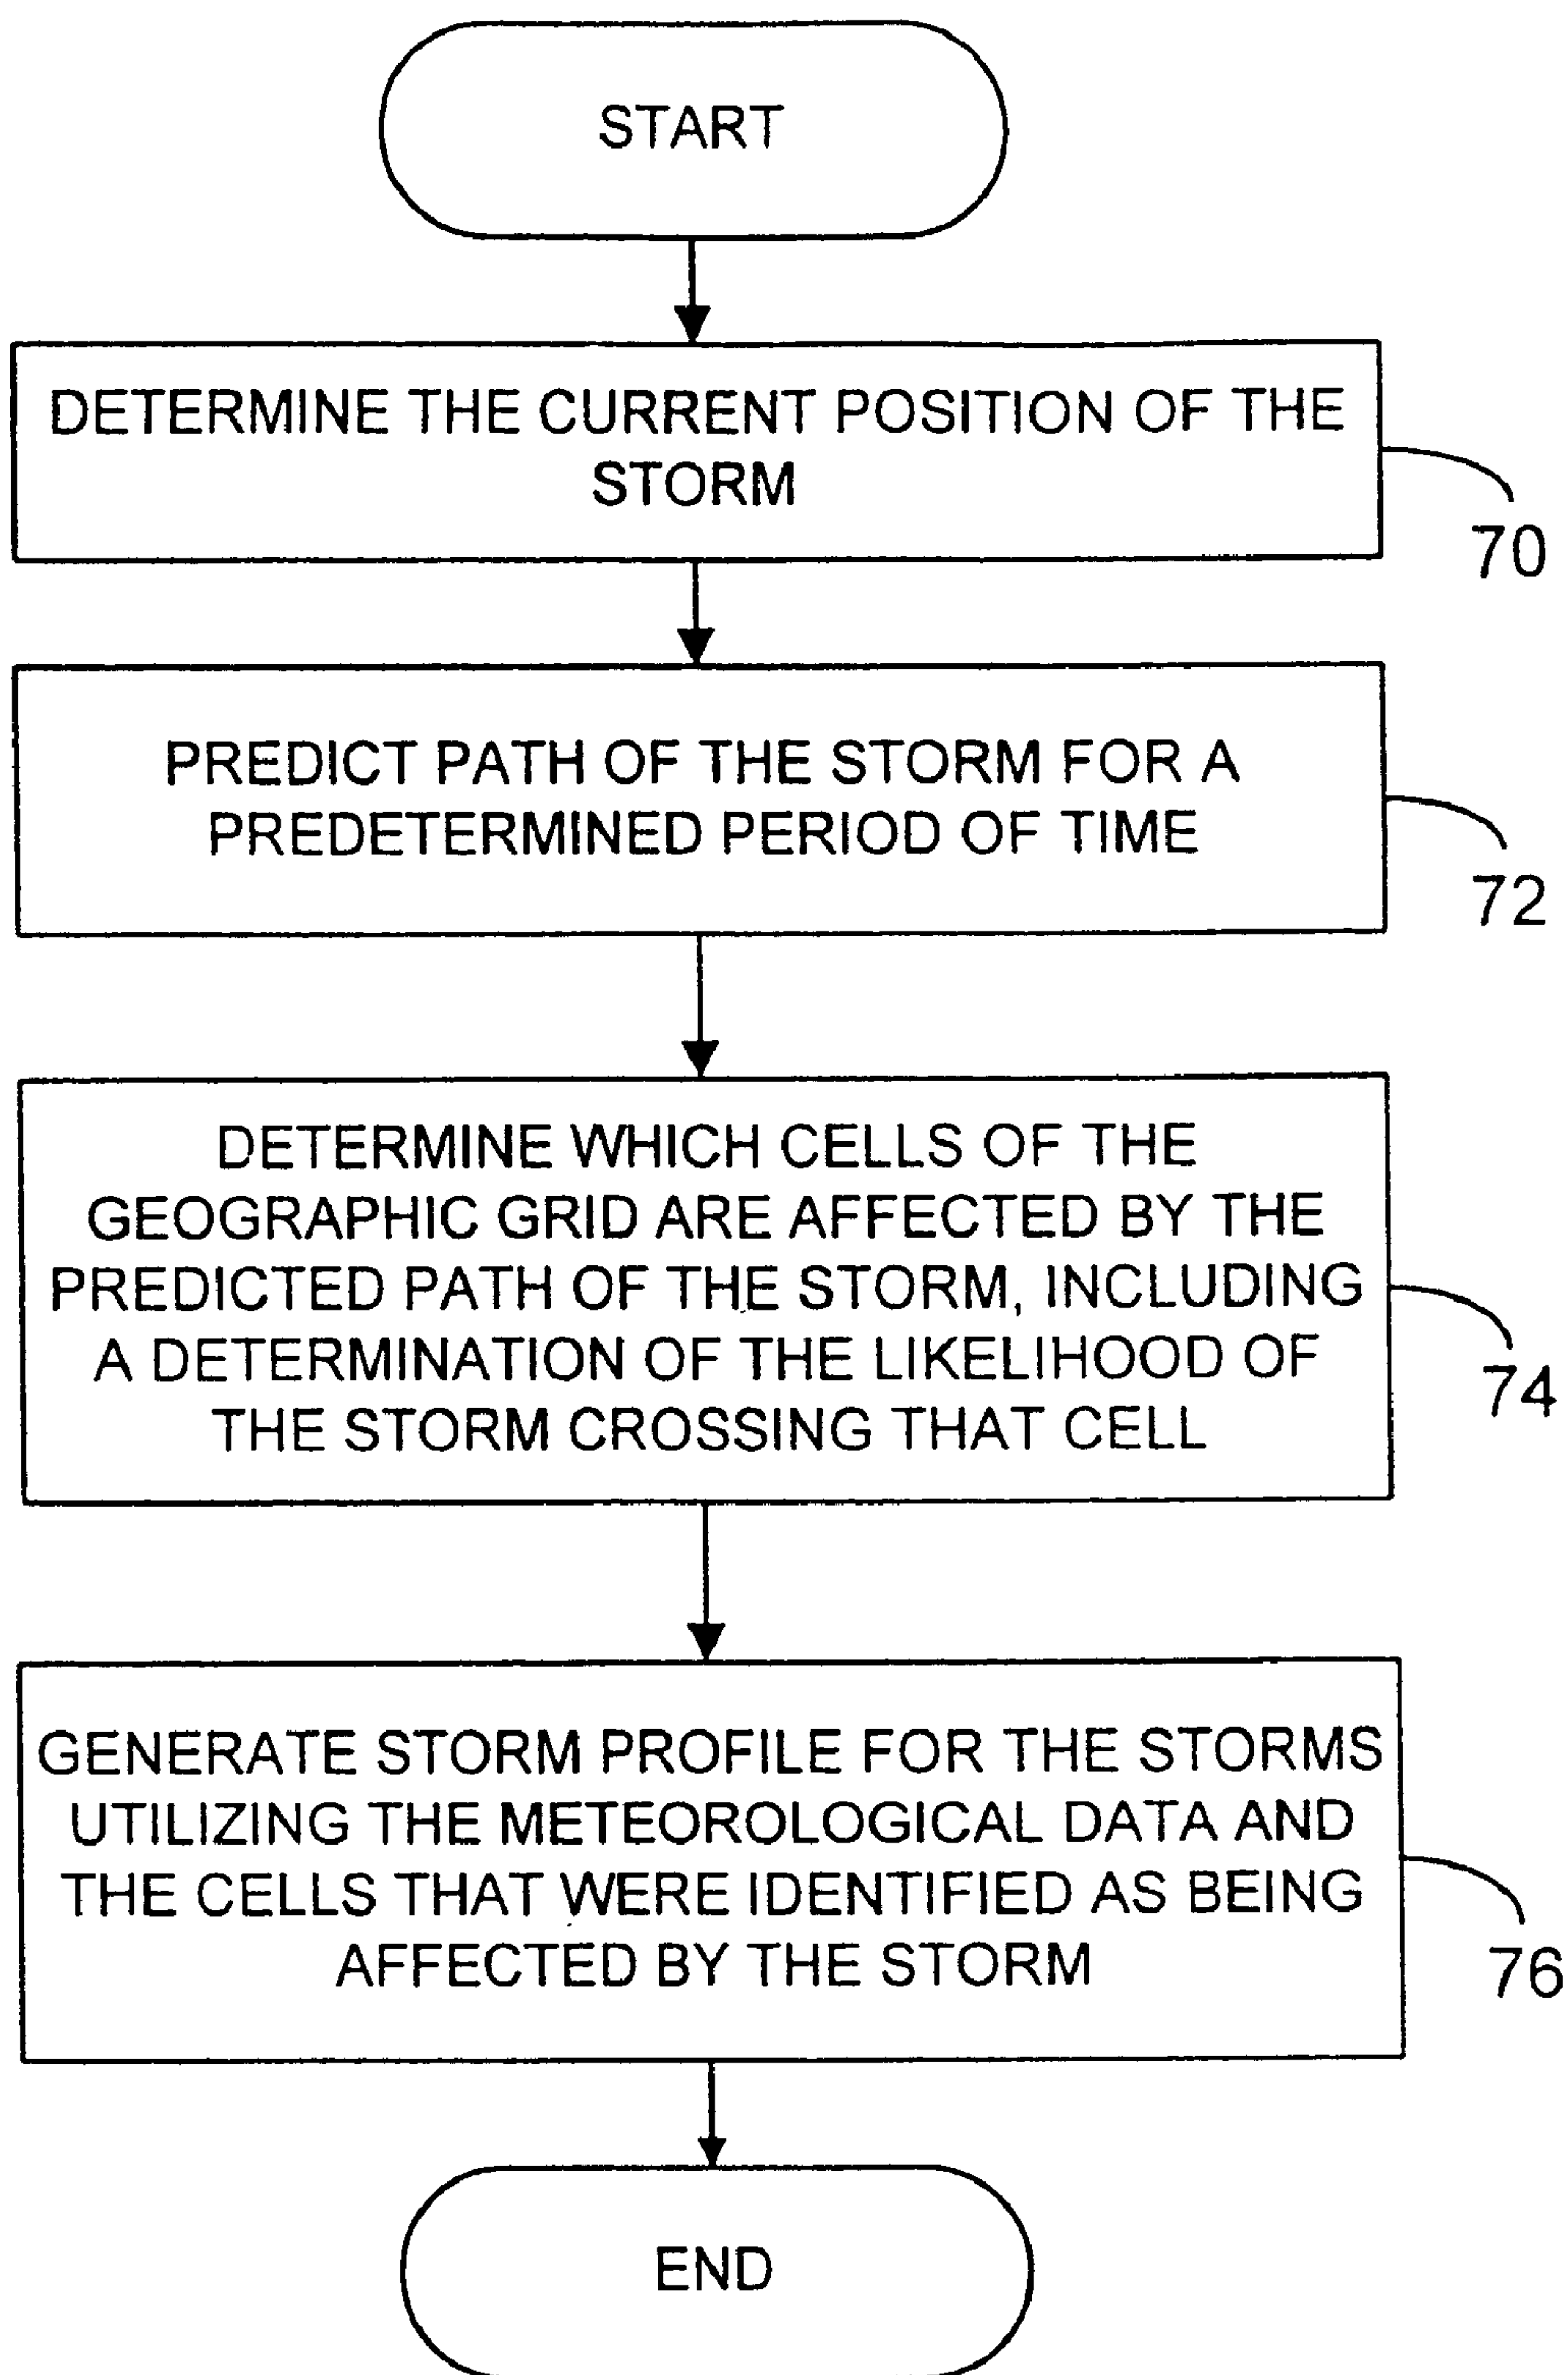 START
DETERMINE THE CURRENT POSITION OF THE
STORM
70
PREDICT PATH OF THE STORM FOR A
PREDETERMINED PERIOD OF TIME
72
DETERMINE WHICH CELLS OF THE
GEOGRAPHIC GRID ARE AFFECTED BY THE
PREDICTED PATH OF THE STORM, INCLUDING
A DETERMINATION OF THE LIKELIHOOD OF
THE STORM CROSSING THAT CELL
74
GENERATE STORM PROFILE FOR THE STORMS
UTILIZING THE METEOROLOGICAL DATA AND
THE CELLS THAT WERE IDENTIFIED AS BEING
AFFECTED BY THE STORM
76
END